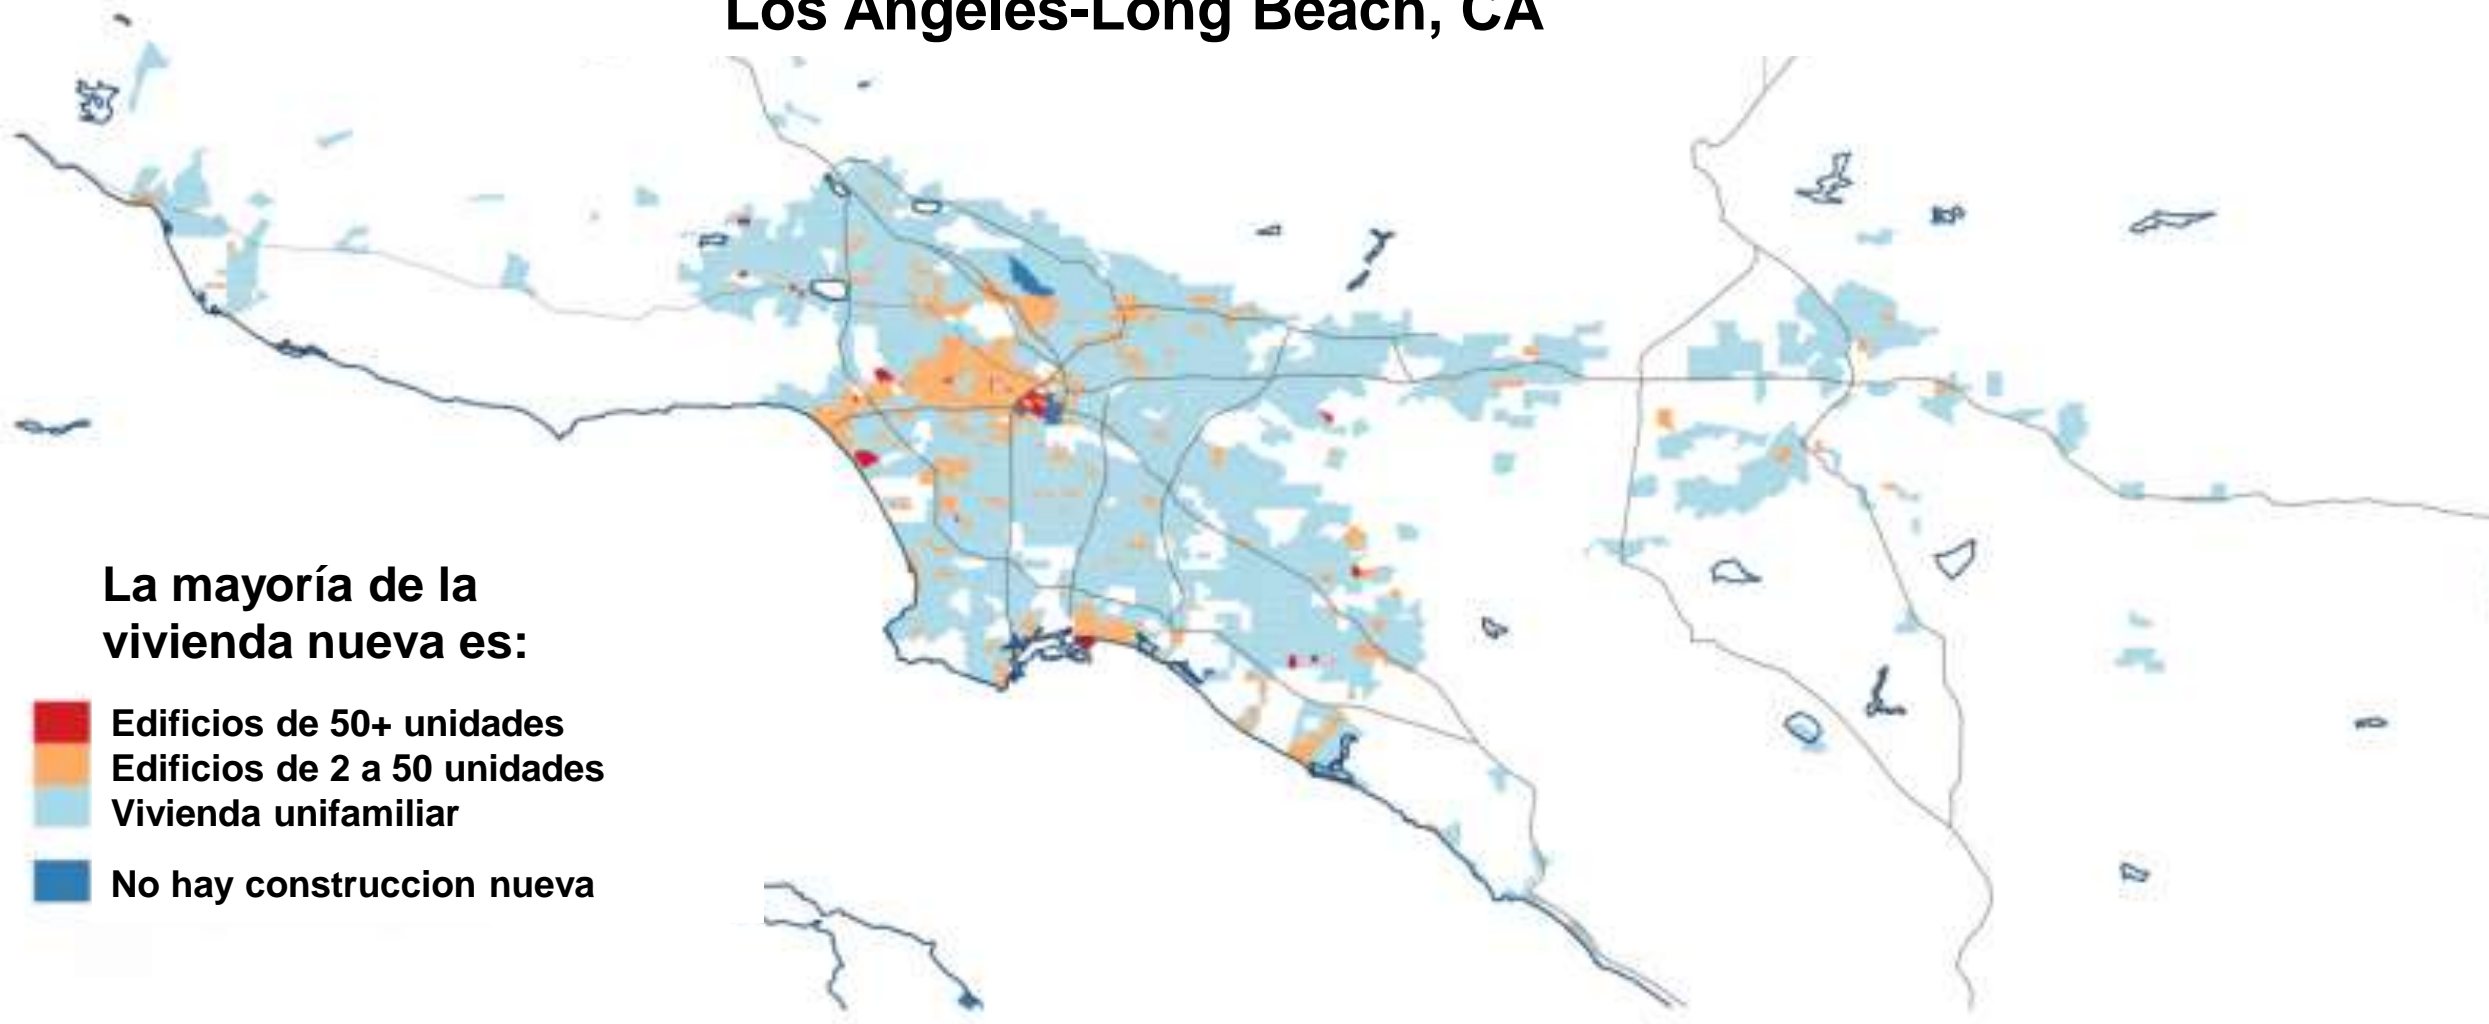 Los Angeles-Long Beach, CA
La mayoría de la
vivienda nueva es:
Edificios de 50+ unidades
Edificios de 2 a 50 unidades
Vivienda unifamiliar
No hay construccion nueva